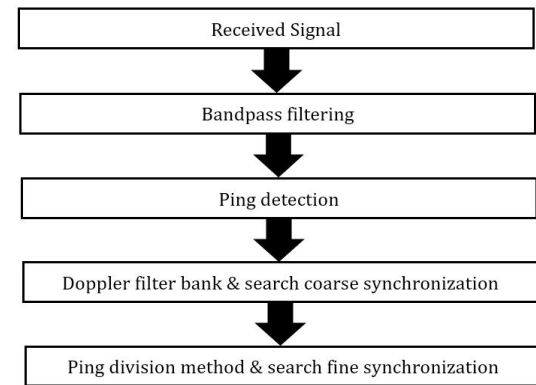 Received Signal
Bandpass filtering
Ping detection
Doppler filter bank & search coarse synchronization
Ping division method & search fine synchronization